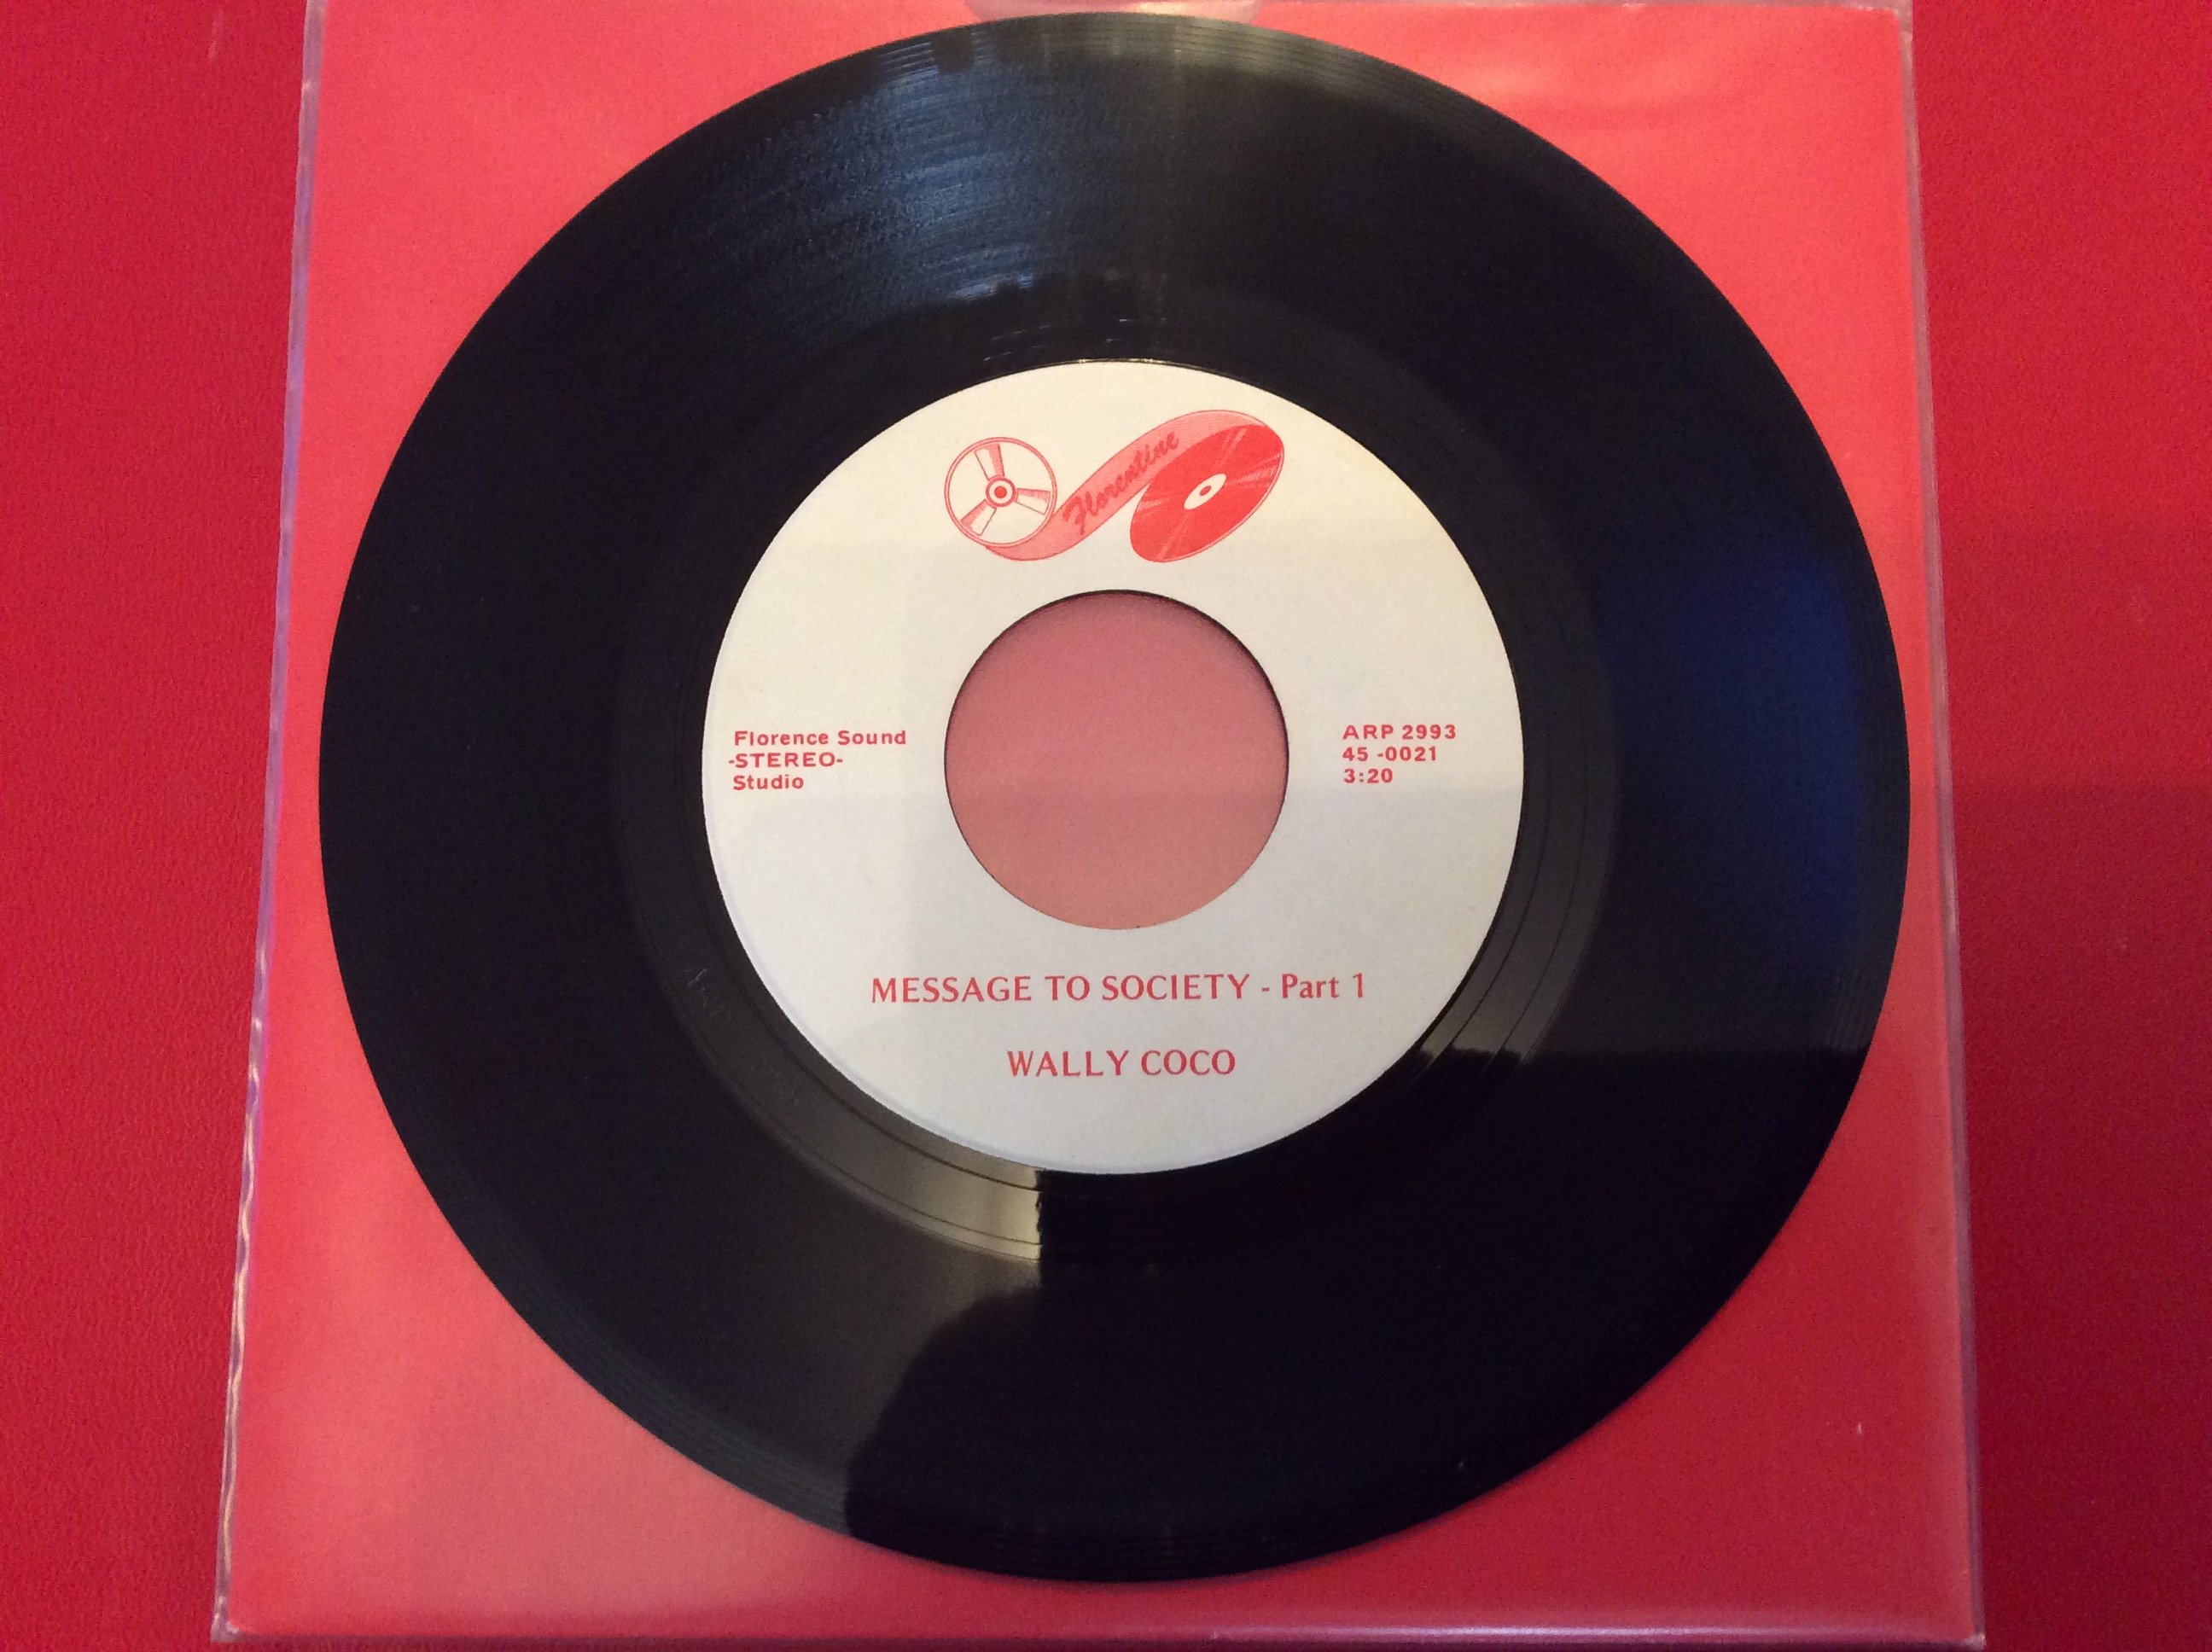 Florentine
Florence Sound
-STEREO-
Studio
ARP 2993
45 -0021
3:20
MESSAGE TO SOCIETY - Part 1
WALLY COCO